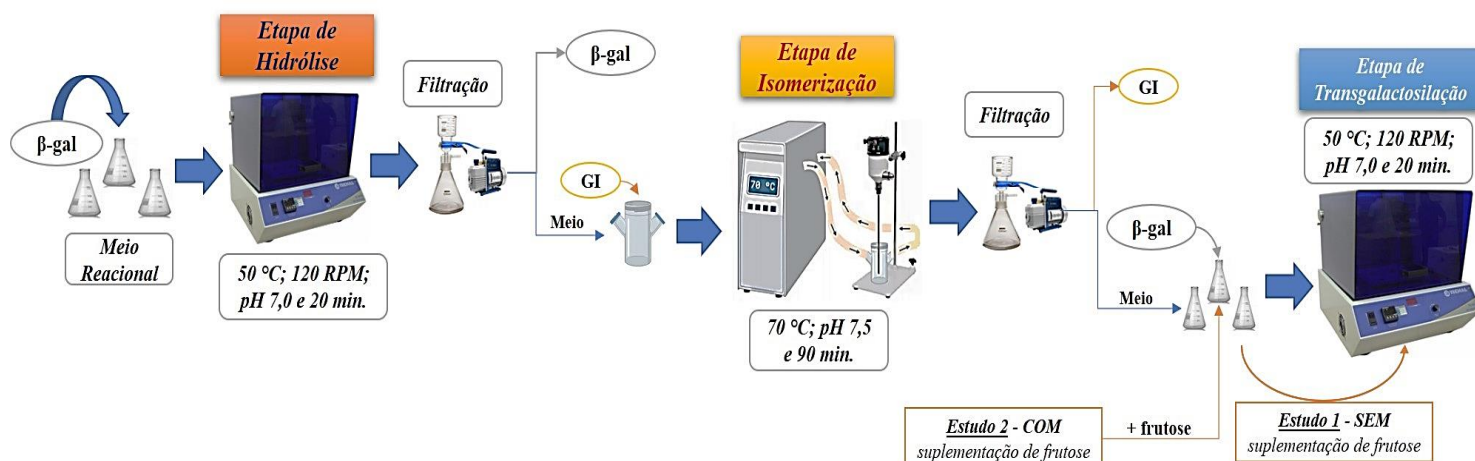 Etapa de
Hidrólise
β-gal
Meio
Reacional
50 °C; 120 RPM;
pH 7,0 e 20 min.
Filtração
β-gal
GI
Meio
Etapa de
Isomerização
70 °C
70 °C; pH 7,5
e 90 min.
Filtração
GI
β-gal
Meio
Etapa de
Transgalactosilação
50 °C; 120 RPM;
pH 7,0 e 20 min.
Estudo 2 - COM
suplementação de frutose
+ frutose
Estudo 1 - SEM
suplementação de frutose